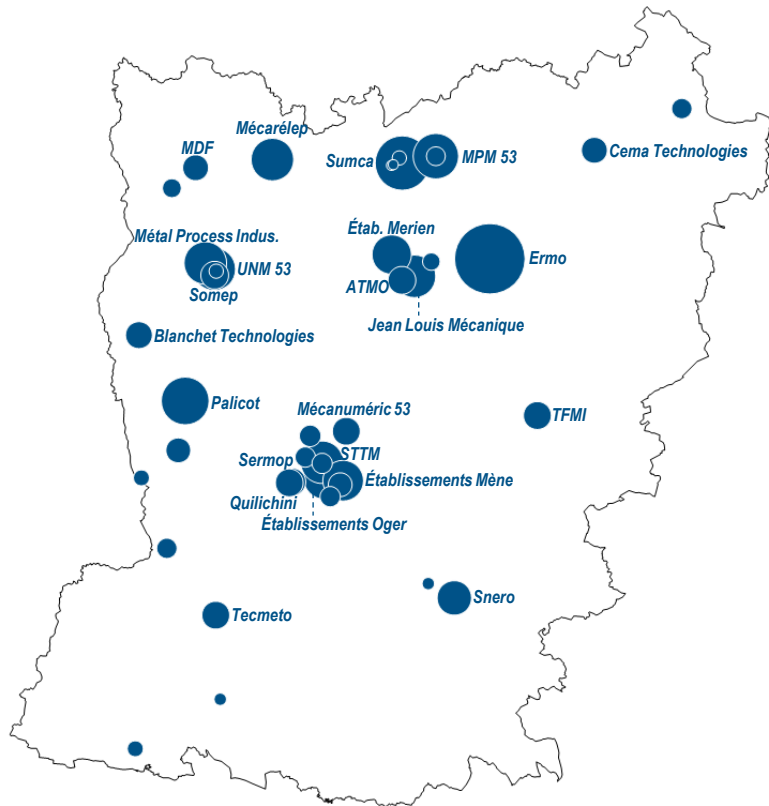 Mécarélep
MDF
Sumca
MPM 53
Cema Technologies
Étab. Merien
Métal Process Indus.
UNM 53
Ermo
ATMO
Somep
Jean Louis Mécanique
Blanchet Technologies
Palicot
Mécanuméric 53
TFMI
STTM
Sermop
Établissements Mène
Quilichini
Établissements Oger
Snero
Tecmeto